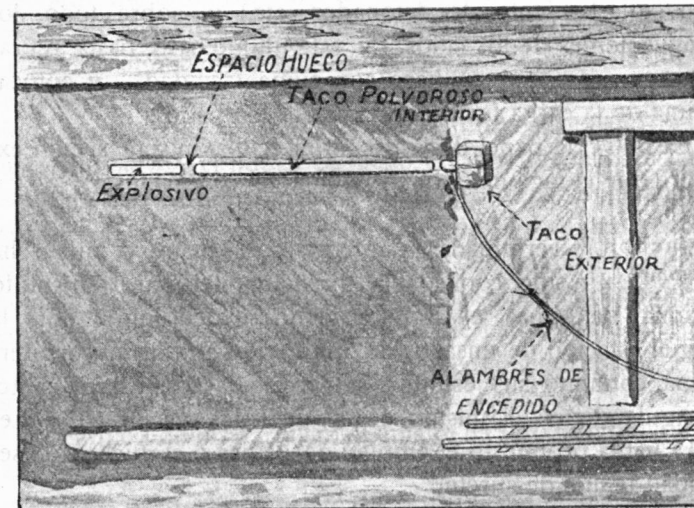 ESPACIO HUECO
TACO POLVOROSO
INTERIOR
EXPLOSIVO
TACO
EXTERIOR
ALAMBRES DE
ENCEDIDO